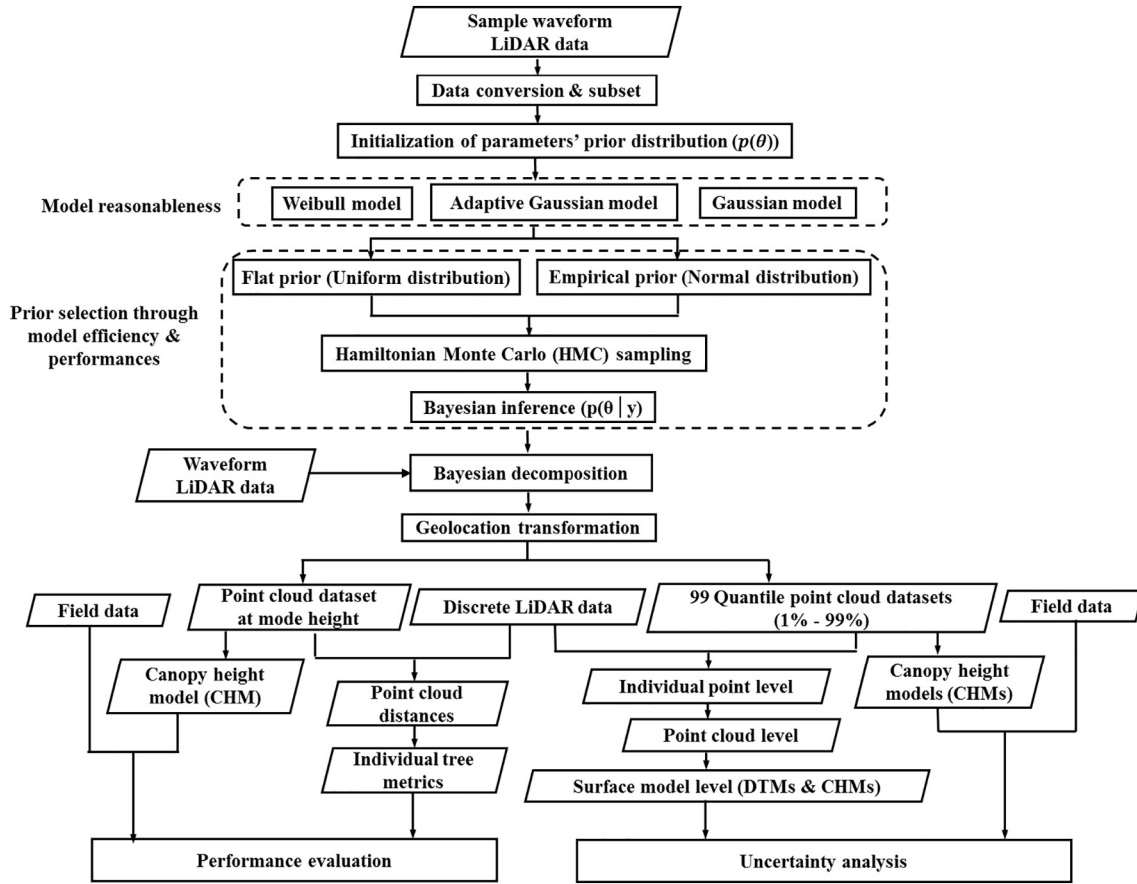 Sample waveform
LiDAR data
Data conversion & subset
Initialization of parameters' prior distribution (p(θ))
Model reasonableness
Weibull model
Adaptive Gaussian model
Gaussian model
Flat prior (Uniform distribution)
Empirical prior (Normal distribution)
Prior selection through
model efficiency &
performances
Hamiltonian Monte Carlo (HMC) sampling
Bayesian inference (p(θ | y)
Waveform
LiDAR data
Bayesian decomposition
Geolocation transformation
Field data
Point cloud dataset
at mode height
Discrete LiDAR data
99 Quantile point cloud datasets
(1% - 99%)
Field data
Canopy height
model (CHM)
Point cloud
distances
Individual tree
metrics
Individual point level
Point cloud level
Surface model level (DTMs & CHMs)
Canopy height
models (CHMs)
Performance evaluation
Uncertainty analysis